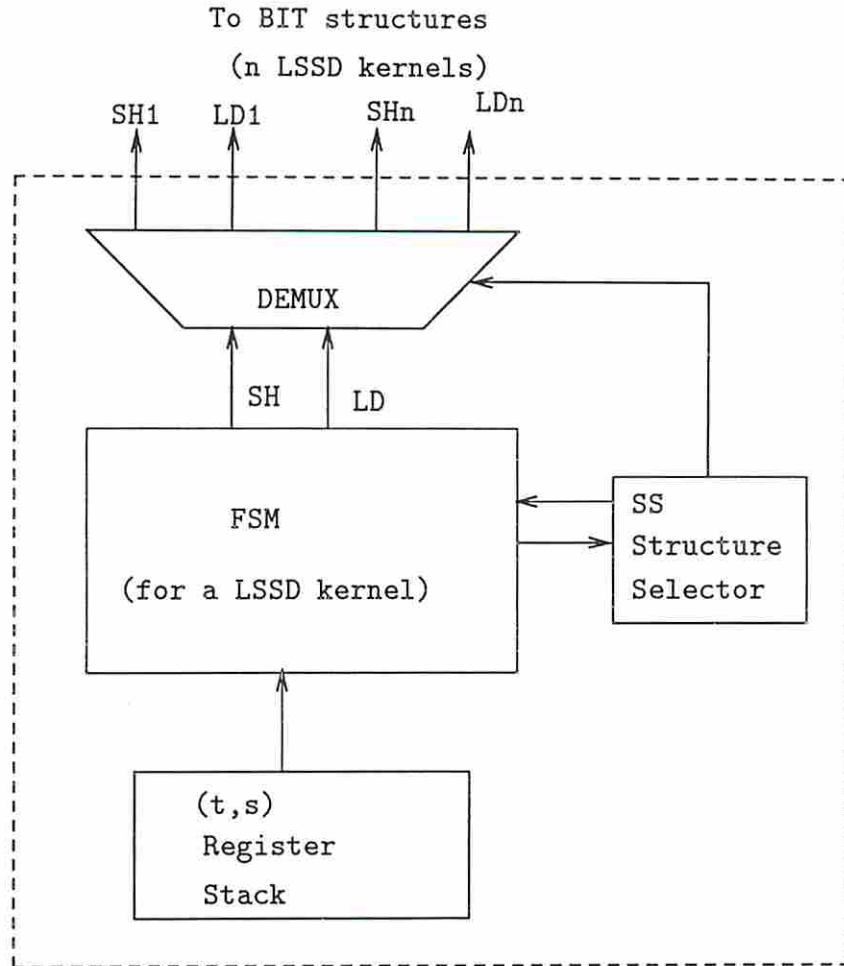 To BIT structures
(n LSSD kernels)
SH1 LD1 SHn LDn
DEMUX
SH LD
FSM
(for a LSSD kernel)
SS
Structure
Selector
(t,s)
Register
Stack